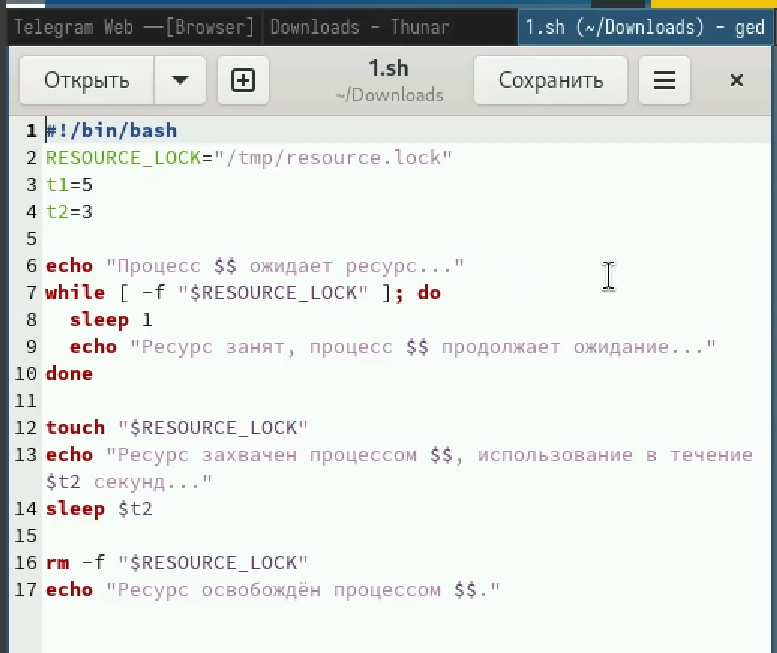 Telegram Web —[Browser] Downloads - Thunar 1.sh (~/Downloads) - ged
Открыть 1.sh Сохранить
~/Downloads
1 #!/bin/bash
2 RESOURCE_LOCK="/tmp/resource.lock"
3 t1=5
4 t2=3
5
6 echo "Процесс $$ ожидает ресурс..."
7 while [ -f "$RESOURCE_LOCK" ]; do
8   sleep 1
9   echo "Ресурс занят, процесс $$ продолжает ожидание..."
10 done
11
12 touch "$RESOURCE_LOCK"
13 echo "Ресурс захвачен процессом $$, использование в течение
$t2 секунд..."
14 sleep $t2
15
16 rm -f "$RESOURCE_LOCK"
17 echo "Ресурс освобождён процессом $$."